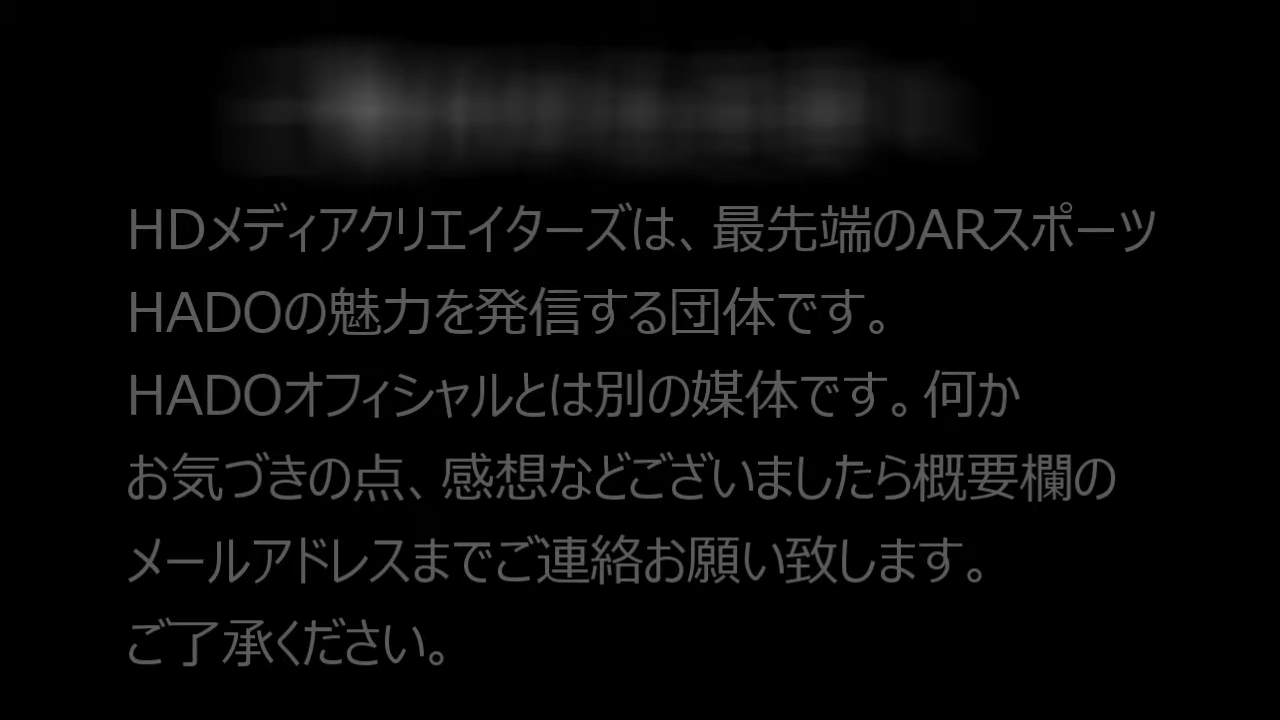 HDメディアクリエイターズは、最先端のARスポーツ
HADOの魅力を発信する団体です。
HADOオフィシャルとは別の媒体です。何か
お気づきの点、感想などございましたら概要欄の
メールアドレスまでご連絡お願い致します。
ご了承ください。